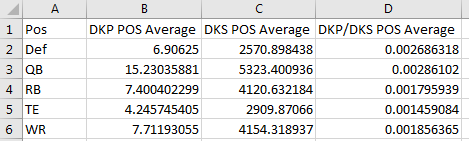 A B C D
1 Pos DKP POS Average DKS POS Average DKP/DKS POS Average
2 Def 6.90625 2570.898438 0.002686318
3 QB 15.23035881 5323.400936 0.00286102
4 RB 7.400402299 4120.632184 0.001795939
5 TE 4.245745405 2909.87066 0.001459084
6 WR 7.71193055 4154.318937 0.001856365